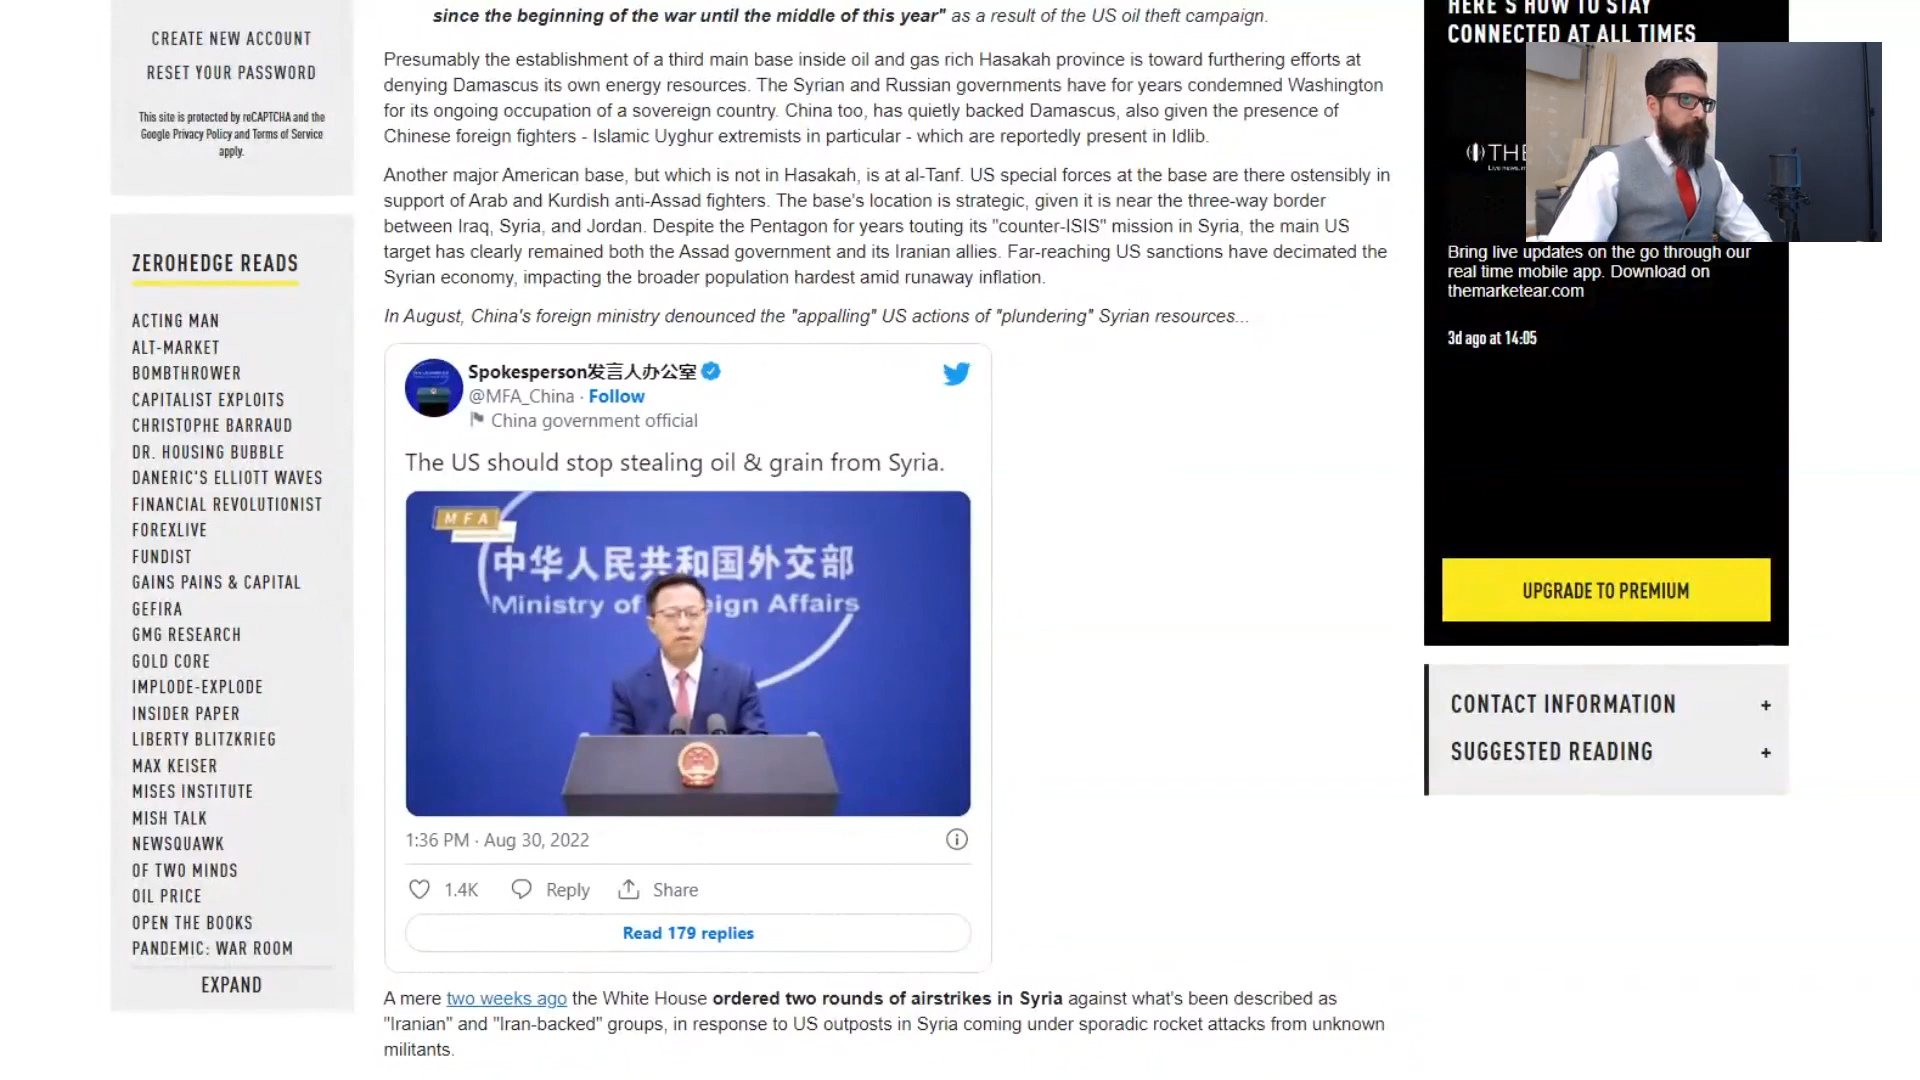 since the beginning of the war until the middle of this year" as a result of the US oil theft campaign.
CREATE NEW ACCOUNT
RESET YOUR PASSWORD
This site is protected by reCAPTCHA and the
Google Privacy Policy and Terms of Service
apply.
ZEROHEDGE READS
ACTING MAN
ALT-MARKET
BOMBTHROWER
CAPITALIST EXPLOITS
CHRISTOPHE BARRAUD
DR. HOUSING BUBBLE
DANERIC'S ELLIOTT WAVES
FINANCIAL REVOLUTIONIST
FOREXLIVE
FUNDIST
GAINS PAINS & CAPITAL
GEFIRA
GMG RESEARCH
GOLD CORE
IMPLODE-EXPLODE
INSIDER PAPER
LIBERTY BLITZKRIEG
MAX KEISER
MISES INSTITUTE
MISH TALK
NEWSQUAWK
OF TWO MINDS
OIL PRICE
OPEN THE BOOKS
PANDEMIC: WAR ROOM
EXPAND
Presumably the establishment of a third main base inside oil and gas rich Hasakah province is toward furthering efforts at
denying Damascus its own energy resources. The Syrian and Russian governments have for years condemned Washington
for its ongoing occupation of a sovereign country. China too, has quietly backed Damascus, also given the presence of
Chinese foreign fighters - Islamic Uyghur extremists in particular - which are reportedly present in Idlib.
Another major American base, but which is not in Hasakah, is at al-Tanf. US special forces at the base are there ostensibly in
support of Arab and Kurdish anti-Assad fighters. The base's location is strategic, given it is near the three-way border
between Iraq, Syria, and Jordan. Despite the Pentagon for years touting its "counter-ISIS" mission in Syria, the main US
target has clearly remained both the Assad government and its Iranian allies. Far-reaching US sanctions have decimated the
Syrian economy, impacting the broader population hardest amid runaway inflation.
In August, China's foreign ministry denounced the "appalling" US actions of "plundering" Syrian resources...
Spokesperson发言人办公室
@MFA_China · Follow
China government official
The US should stop stealing oil & grain from Syria.
MFA
中华人民共和国外交部
Ministry of eign Affairs
1:36 PM · Aug 30, 2022
1.4K Reply Share
Read 179 replies
A mere two weeks ago the White House ordered two rounds of airstrikes in Syria against what's been described as
"Iranian" and "Iran-backed" groups, in response to US outposts in Syria coming under sporadic rocket attacks from unknown
militants.
HERE'S HOW TO STAY
CONNECTED AT ALL TIMES
THE
Bring live updates on the go through our
real time mobile app. Download on
themarketear.com
3d ago at 14:05
UPGRADE TO PREMIUM
CONTACT INFORMATION +
SUGGESTED READING +